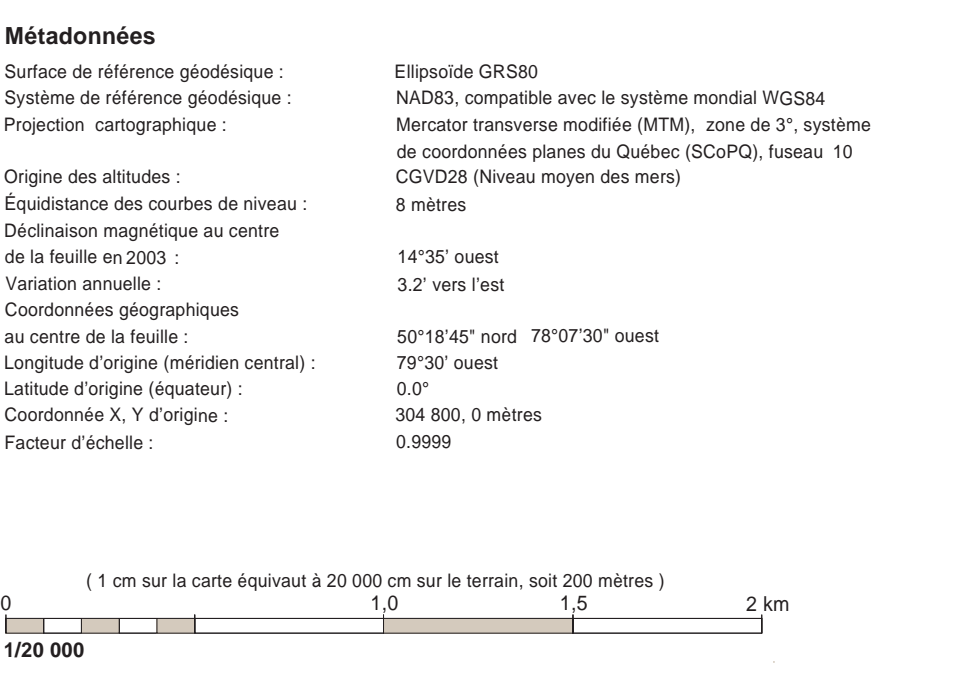 Métadonnées
Surface de référence géodésique : Ellipsoïde GRS80
Système de référence géodésique : NAD83, compatible avec le système mondial WGS84
Projection cartographique : Mercator transverse modifiée (MTM), zone de 3°, système
de coordonnées planes du Québec (SCoPQ), fuseau 10
Origine des altitudes : CGVD28 (Niveau moyen des mers)
Équidistance des courbes de niveau : 8 mètres
Déclinaison magnétique au centre
de la feuille en 2003 : 14°35’ ouest
Variation annuelle : 3.2’ vers l’est
Coordonnées géographiques
au centre de la feuille : 50°18'45" nord 78°07'30" ouest
Longitude d’origine (méridien central) : 79°30’ ouest
Latitude d’origine (équateur) : 0.0°
Coordonnée X, Y d’origine : 304 800, 0 mètres
Facteur d’échelle : 0.9999
( 1 cm sur la carte équivaut à 20 000 cm sur le terrain, soit 200 mètres )
0 1,0 1,5 2 km
1/20 000